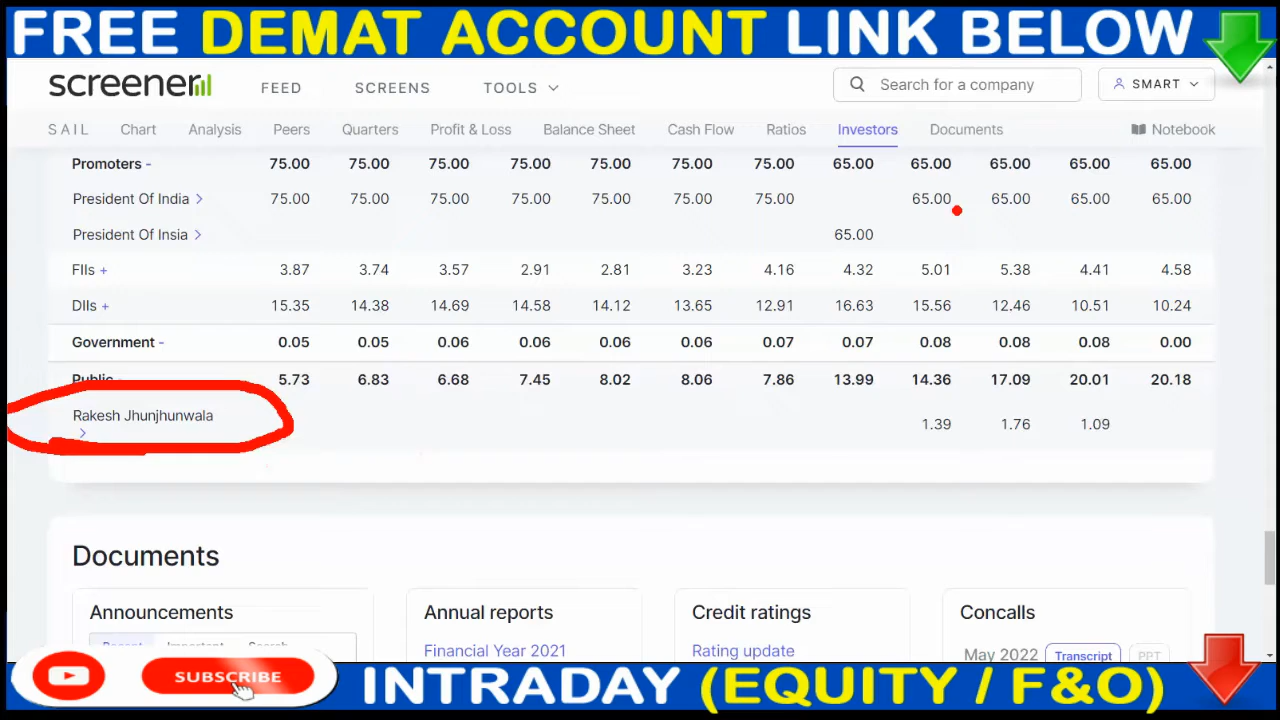 FREE DEMAT ACCOUNT LINK BELOW
screener FEED SCREENS TOOLS Search for a company SMART
S A I L Chart Analysis Peers Quarters Profit & Loss Balance Sheet Cash Flow Ratios Investors Documents Notebook
Promoters - 75.00 75.00 75.00 75.00 75.00 75.00 75.00 65.00 65.00 65.00 65.00 65.00
President Of India 75.00 75.00 75.00 75.00 75.00 75.00 75.00 65.00 65.00 65.00 65.00
President Of Insia 65.00
FIIs + 3.87 3.74 3.57 2.91 2.81 3.23 4.16 4.32 5.01 5.38 4.41 4.58
DIIs + 15.35 14.38 14.69 14.58 14.12 13.65 12.91 16.63 15.56 12.46 10.51 10.24
Government - 0.05 0.05 0.06 0.06 0.06 0.06 0.07 0.07 0.08 0.08 0.08 0.00
Public - 5.73 6.83 6.68 7.45 8.02 8.06 7.86 13.99 14.36 17.09 20.01 20.18
Rakesh Jhunjhunwala 1.39 1.76 1.09
Documents
Announcements Annual reports Credit ratings Concalls
Recent Important Search
Financial Year 2021 Rating update May 2022 Transcript PPT
SUBSCRIBE
INTRADAY (EQUITY / F&O)